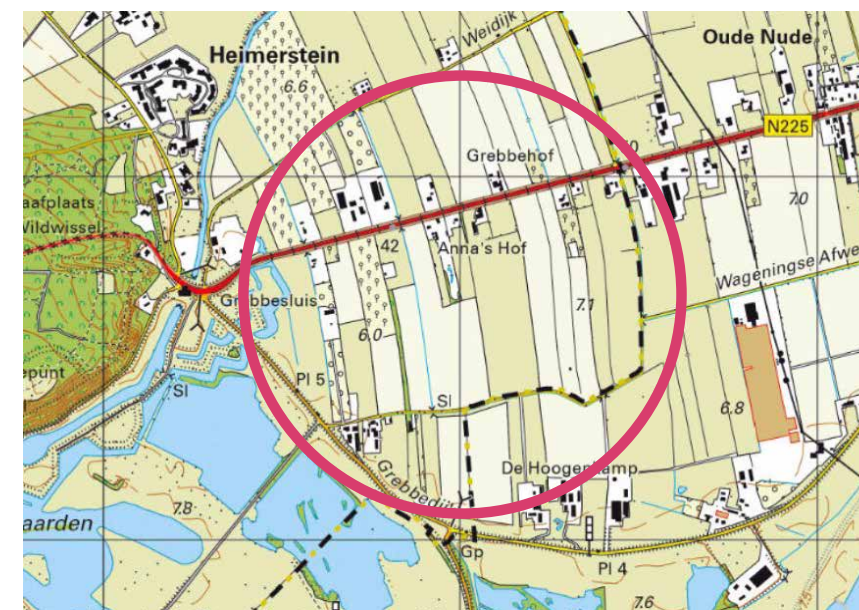 Weidijk
Oude Nude
Heimerstein
6.6
N225
Grebbehof
aafplaats
Wildwissel
7.0
42
Anna's Hof
Wageningse Afwe
Grebbesluis
7.1
6.0
epunt
Pl 5
Sl
Sl
6.8
De Hoogenkamp
Grebbedijk
7.8
aarden
Gp
Pl 4
7.6